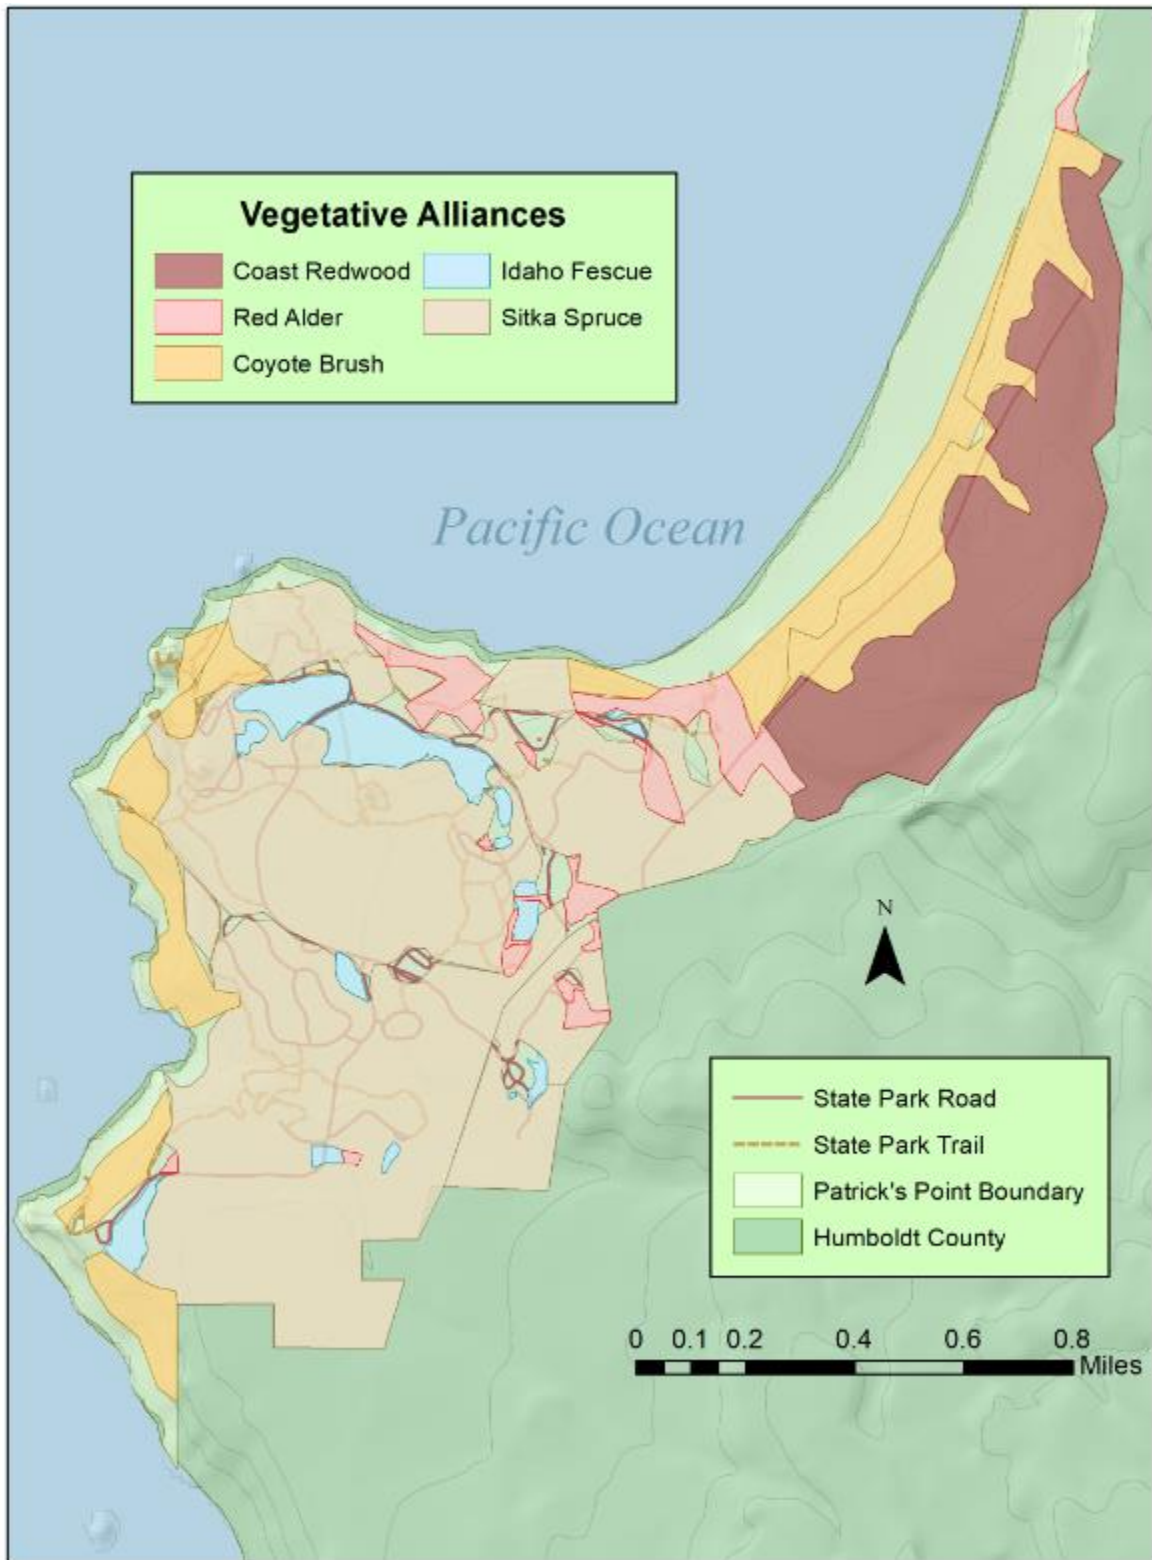 Vegetative Alliances
Coast Redwood
Idaho Fescue
Red Alder
Sitka Spruce
Coyote Brush
Pacific Ocean
N
State Park Road
State Park Trail
Patrick's Point Boundary
Humboldt County
0 0.1 0.2 0.4 0.6 0.8
Miles